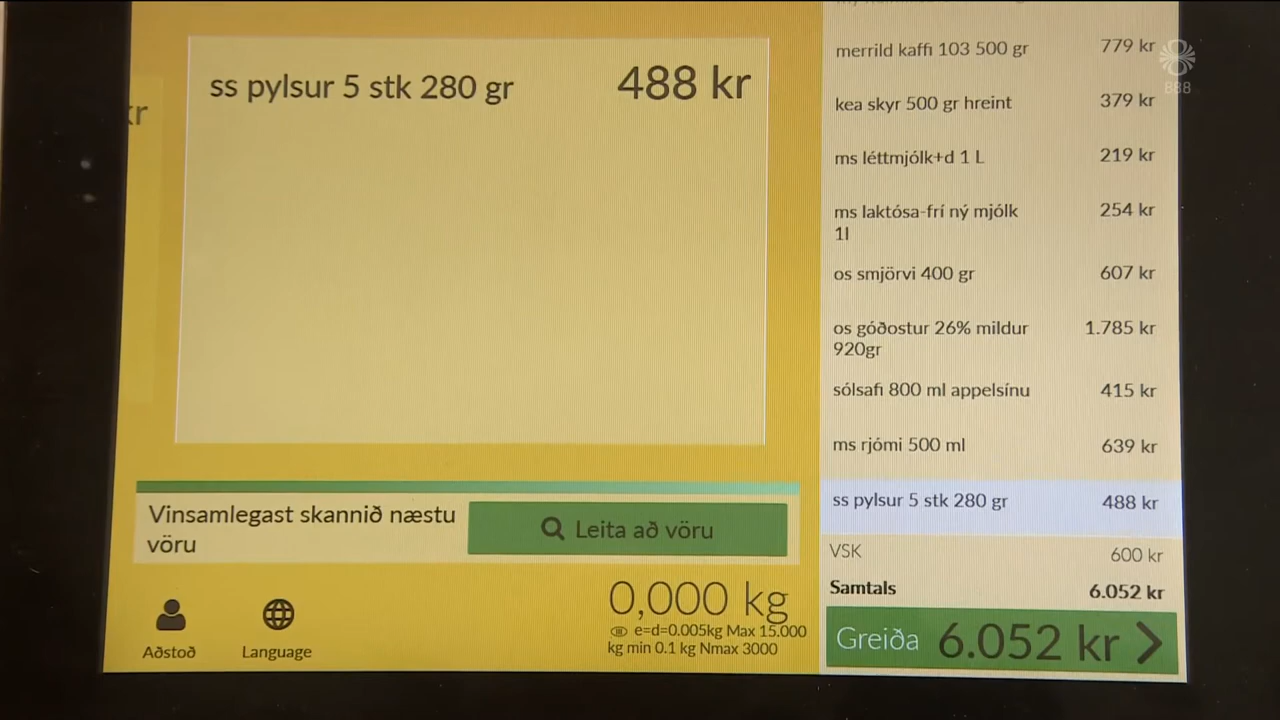 ss pylsur 5 stk 280 gr 488 kr
kr
Vinsamlegast skannið næstu
vöru
Leita að vöru
Aðstoð
Language
0,000 kg
e=d=0.005kg Max 15.000
kg min 0.1 kg Nmax 3000
merrild kaffi 103 500 gr 779 kr
kea skyr 500 gr hreint 379 kr
ms léttmjólk+d 1 L 219 kr
ms laktósa-frí ný mjólk 254 kr
1l
os smjörvi 400 gr 607 kr
os góðostur 26% mildur 1.785 kr
920gr
sólsafi 800 ml appelsínu 415 kr
ms rjómi 500 ml 639 kr
ss pylsur 5 stk 280 gr 488 kr
VSK 600 kr
Samtals 6.052 kr
Greiða 6.052 kr
888